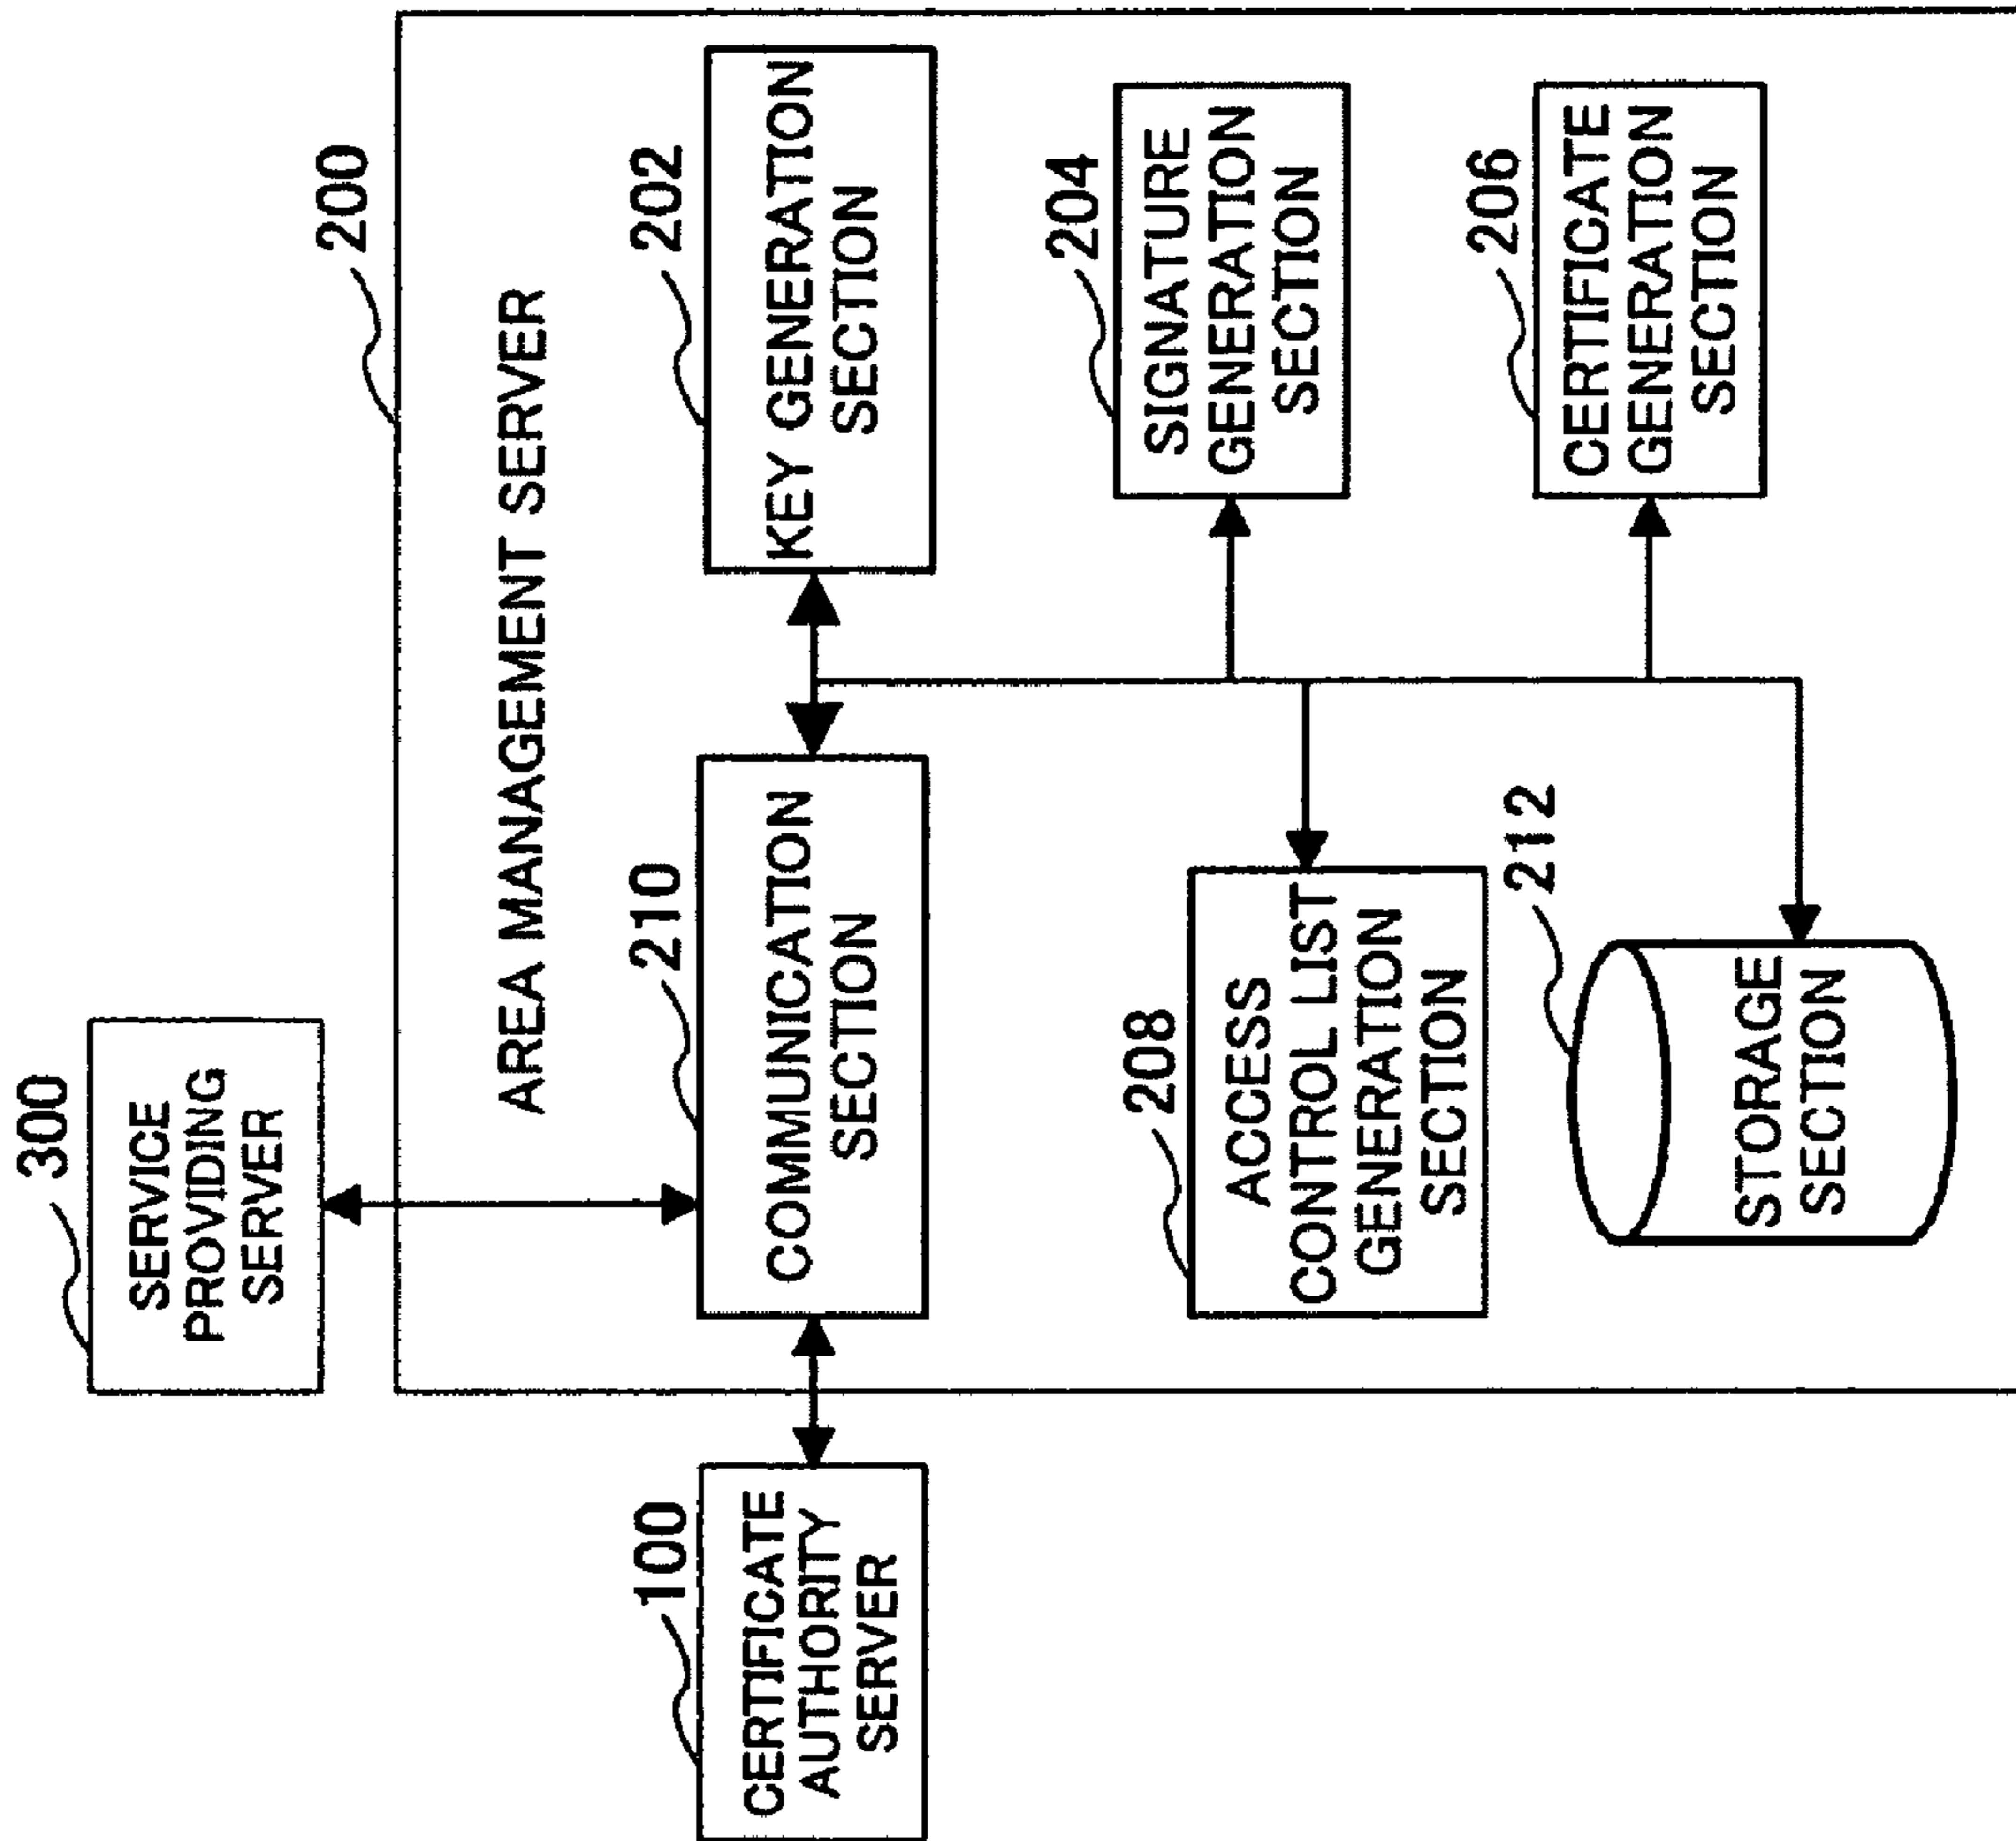 300
SERVICE
PROVIDING
SERVER
200
AREA MANAGEMENT SERVER
100
CERTIFICATE
AUTHORITY
SERVER
210
COMMUNICATION
SECTION
202
KEY GENERATION
SECTION
208
ACCESS
CONTROL LIST
GENERATION
SECTION
204
SIGNATURE
GENERATION
SECTION
212
STORAGE
SECTION
206
CERTIFICATE
GENERATION
SECTION